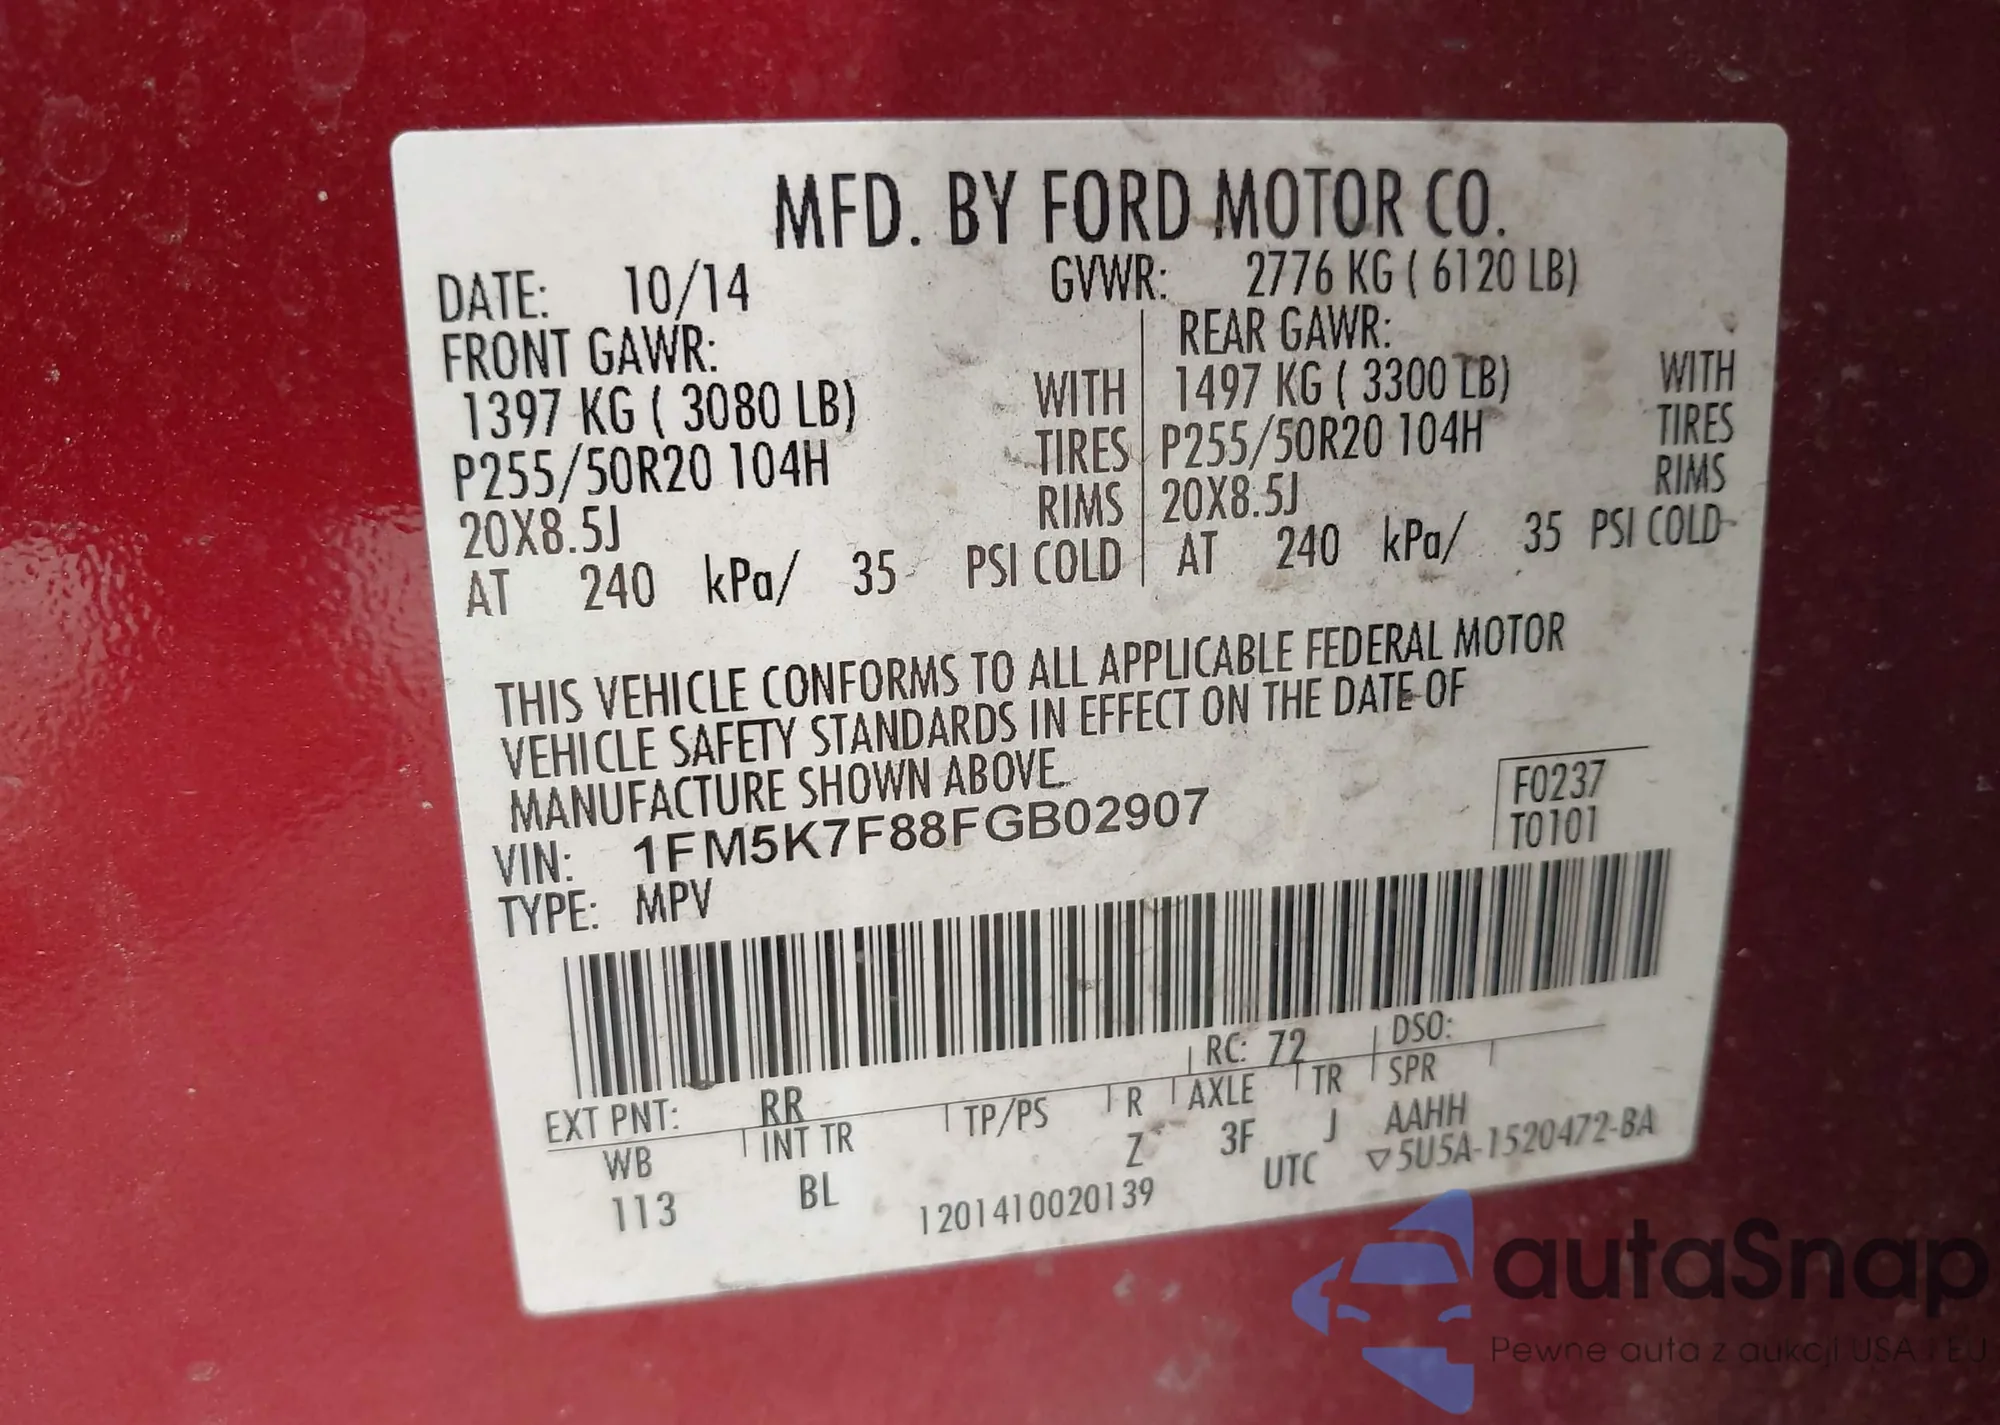 MFD. BY FORD MOTOR CO.
DATE: 10/14 GVWR: 2776 KG ( 6120 LB)
FRONT GAWR: REAR GAWR:
1397 KG ( 3080 LB) WITH 1497 KG ( 3300 LB) WITH
P255/50R20 104H TIRES P255/50R20 104H TIRES
20X8.5J RIMS 20X8.5J RIMS
AT 240 kPa/ 35 PSI COLD AT 240 kPa/ 35 PSI COLD
THIS VEHICLE CONFORMS TO ALL APPLICABLE FEDERAL MOTOR
VEHICLE SAFETY STANDARDS IN EFFECT ON THE DATE OF
MANUFACTURE SHOWN ABOVE.
VIN: 1FM5K7F88FGB02907 F0237
TYPE: MPV T0101
EXT PNT: RR RC: 72 DSO:
WB INT TR TP/PS R AXLE TR SPR
113 BL Z 3F J AAHH
1201410020139 UTC ▽5U5A-1520472-BA
autaSnap
Pewne auta z aukcji USA i EU